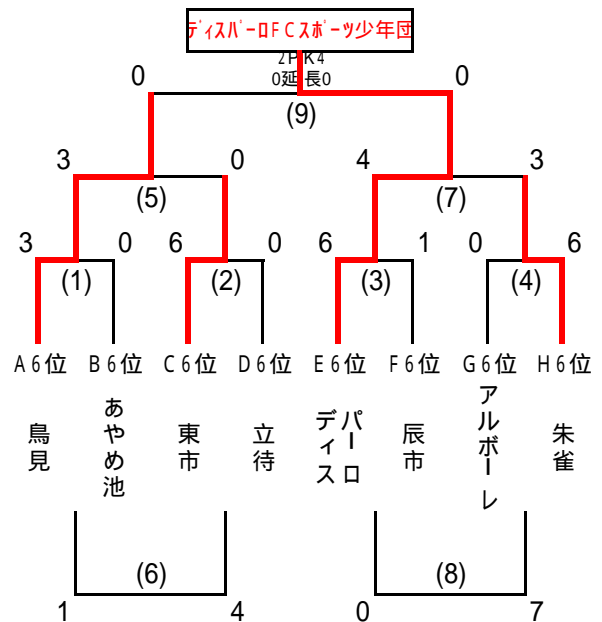 ディスパーロFCスポーツ少年団
2PK4
0 0延長0 0
(9)
3 0 4 3
(5) (7)
3 0 6 0 6 1 0 6
(1) (2) (3) (4)
A6位 B6位 C6位 D6位 E6位 F6位 G6位 H6位
鳥見
あやめ池
東市
立待
ディスパーロ
辰市
アルボーレ
朱雀
(6) (8)
1 4 0 7